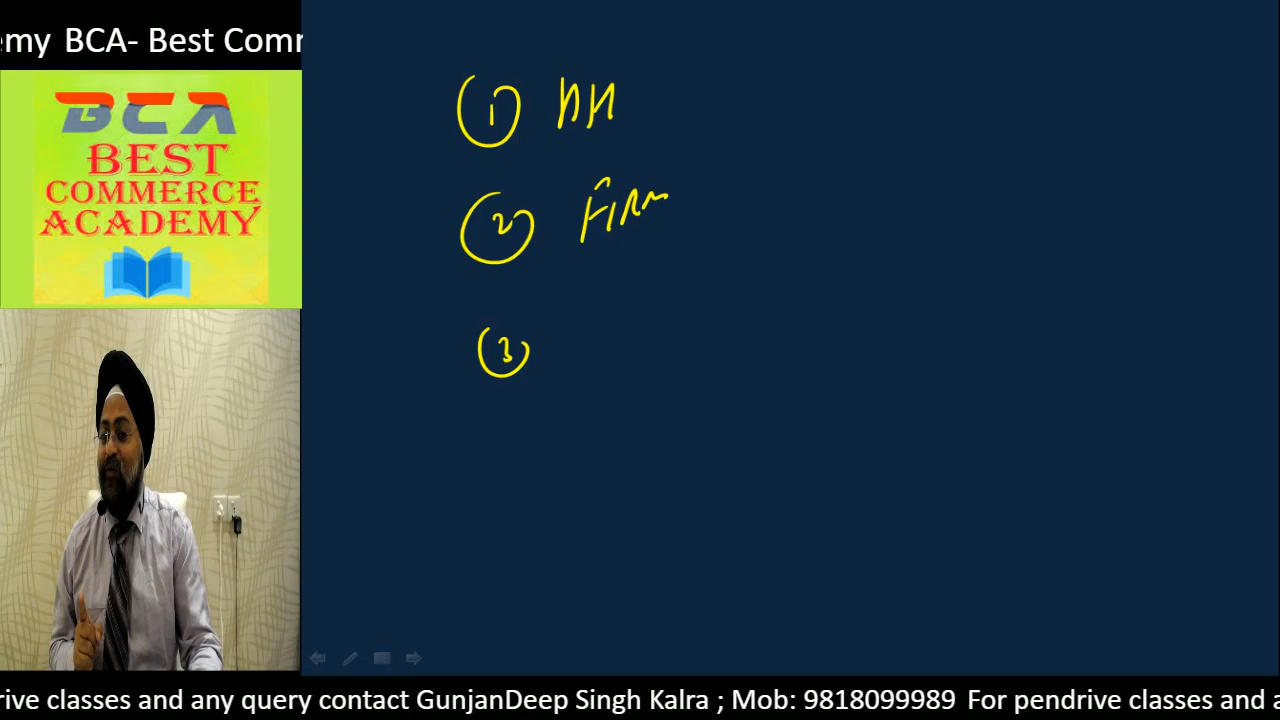 emy BCA- Best Comm
BCA
BEST
COMMERCE
ACADEMY
1 HH
2 FIRM
3
rive classes and any query contact GunjanDeep Singh Kalra ; Mob: 9818099989 For pendrive classes and a